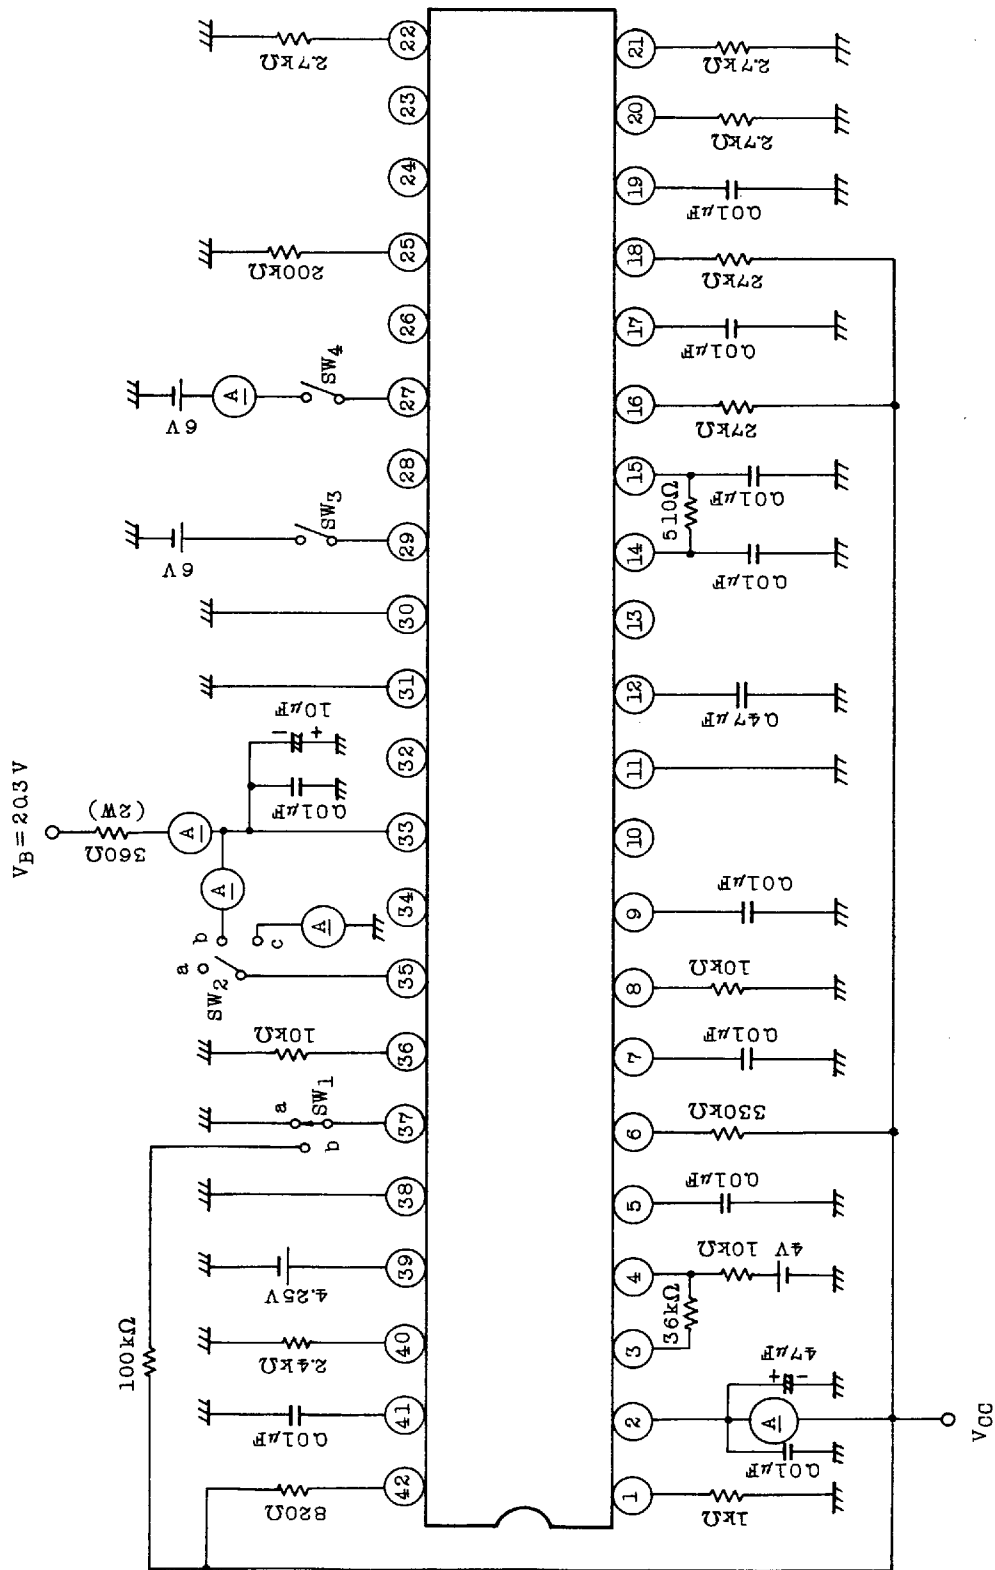 22
2.7kΩ
23
24
25
200kΩ
26
27
SW4
A
6V
28
29
SW3
6V
30
31
32
10μF
-
+
0.01μF
33
A
360Ω
(2W)
VB=20.3V
A
34
A
b
c
a
SW2
35
36
10kΩ
37
SW1
a
b
38
39
4.25V
40
2.4kΩ
41
0.01μF
42
820Ω
100kΩ
21
2.7kΩ
20
2.7kΩ
19
0.01μF
18
27kΩ
17
0.01μF
16
27kΩ
15
0.01μF
510Ω
14
0.01μF
13
12
0.47μF
11
10
9
0.01μF
8
10kΩ
7
0.01μF
6
330kΩ
5
0.01μF
4
10kΩ
4V
36kΩ
3
47μF
+
-
2
A
0.01μF
VCC
1
1kΩ